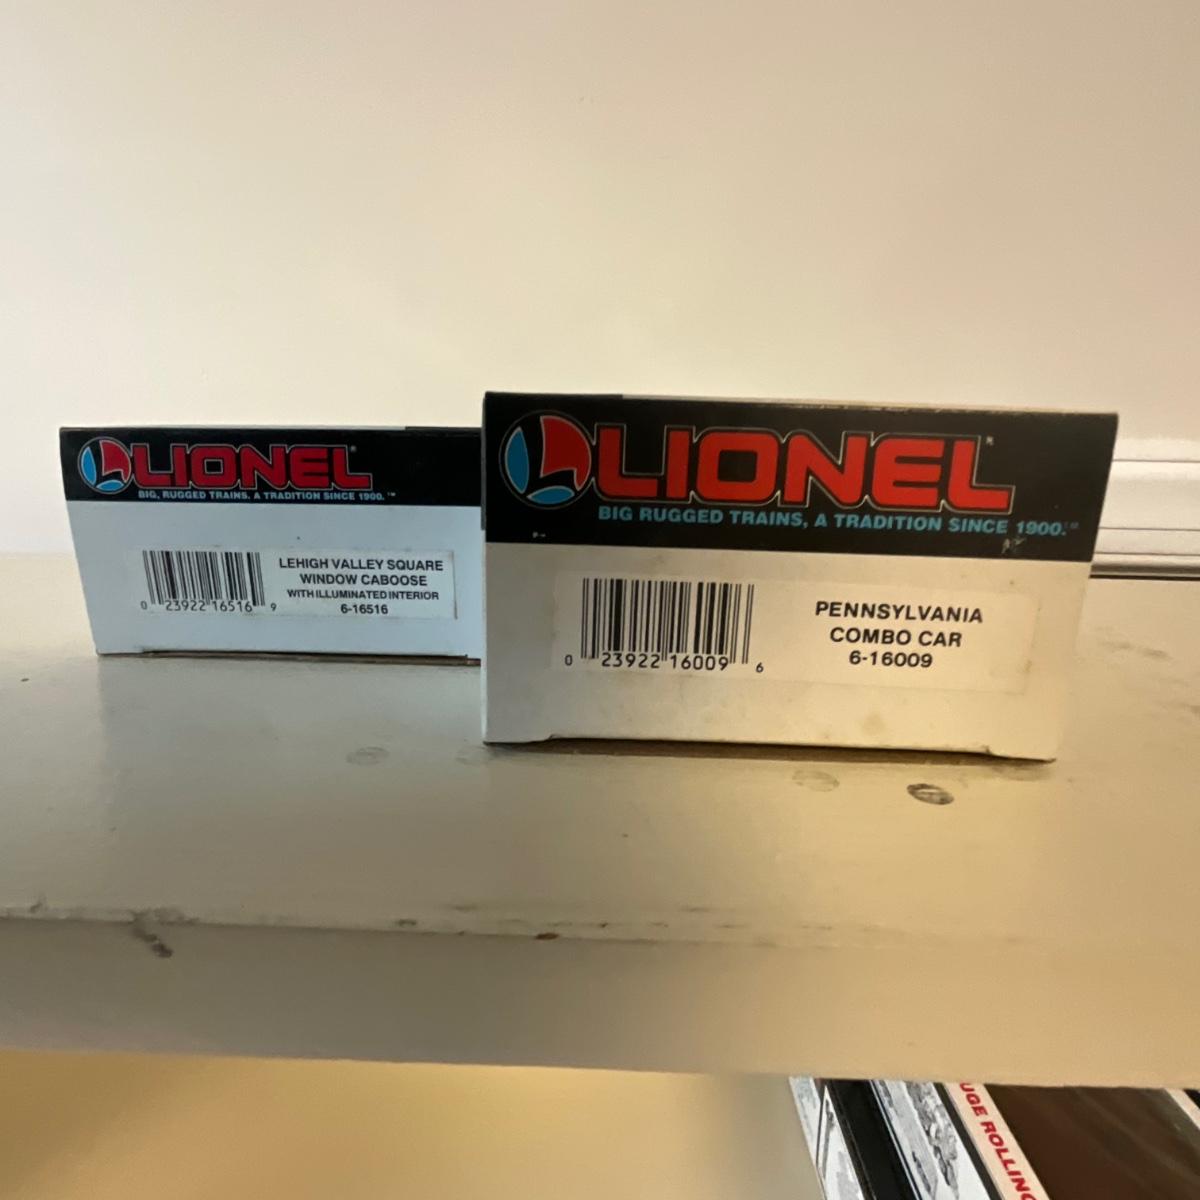 LIONEL
BIG, RUGGED TRAINS. A TRADITION SINCE 1900.™
LEHIGH VALLEY SQUARE
WINDOW CABOOSE
WITH ILLUMINATED INTERIOR
6-16516
0 23922 16516 9
LIONEL
BIG RUGGED TRAINS, A TRADITION SINCE 1900.™
PENNSYLVANIA
COMBO CAR
6-16009
0 23922 16009 6
UGE ROLLING